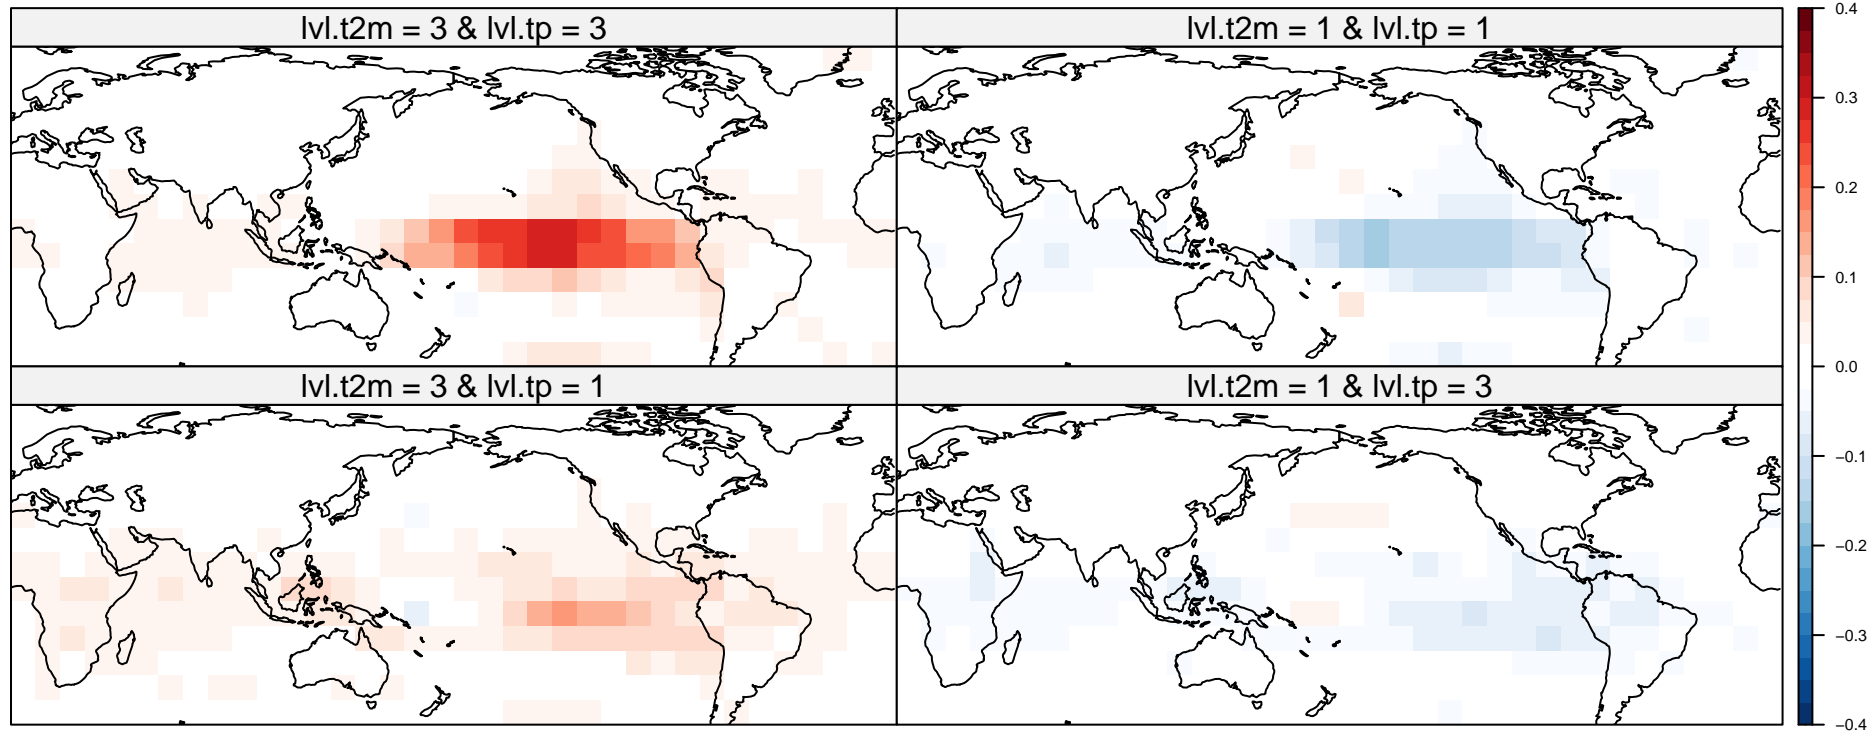 lvl.t2m = 3 & lvl.tp = 3
lvl.t2m = 1 & lvl.tp = 1
lvl.t2m = 3 & lvl.tp = 1
lvl.t2m = 1 & lvl.tp = 3
0.4
0.3
0.2
0.1
0.0
−0.1
−0.2
−0.3
−0.4